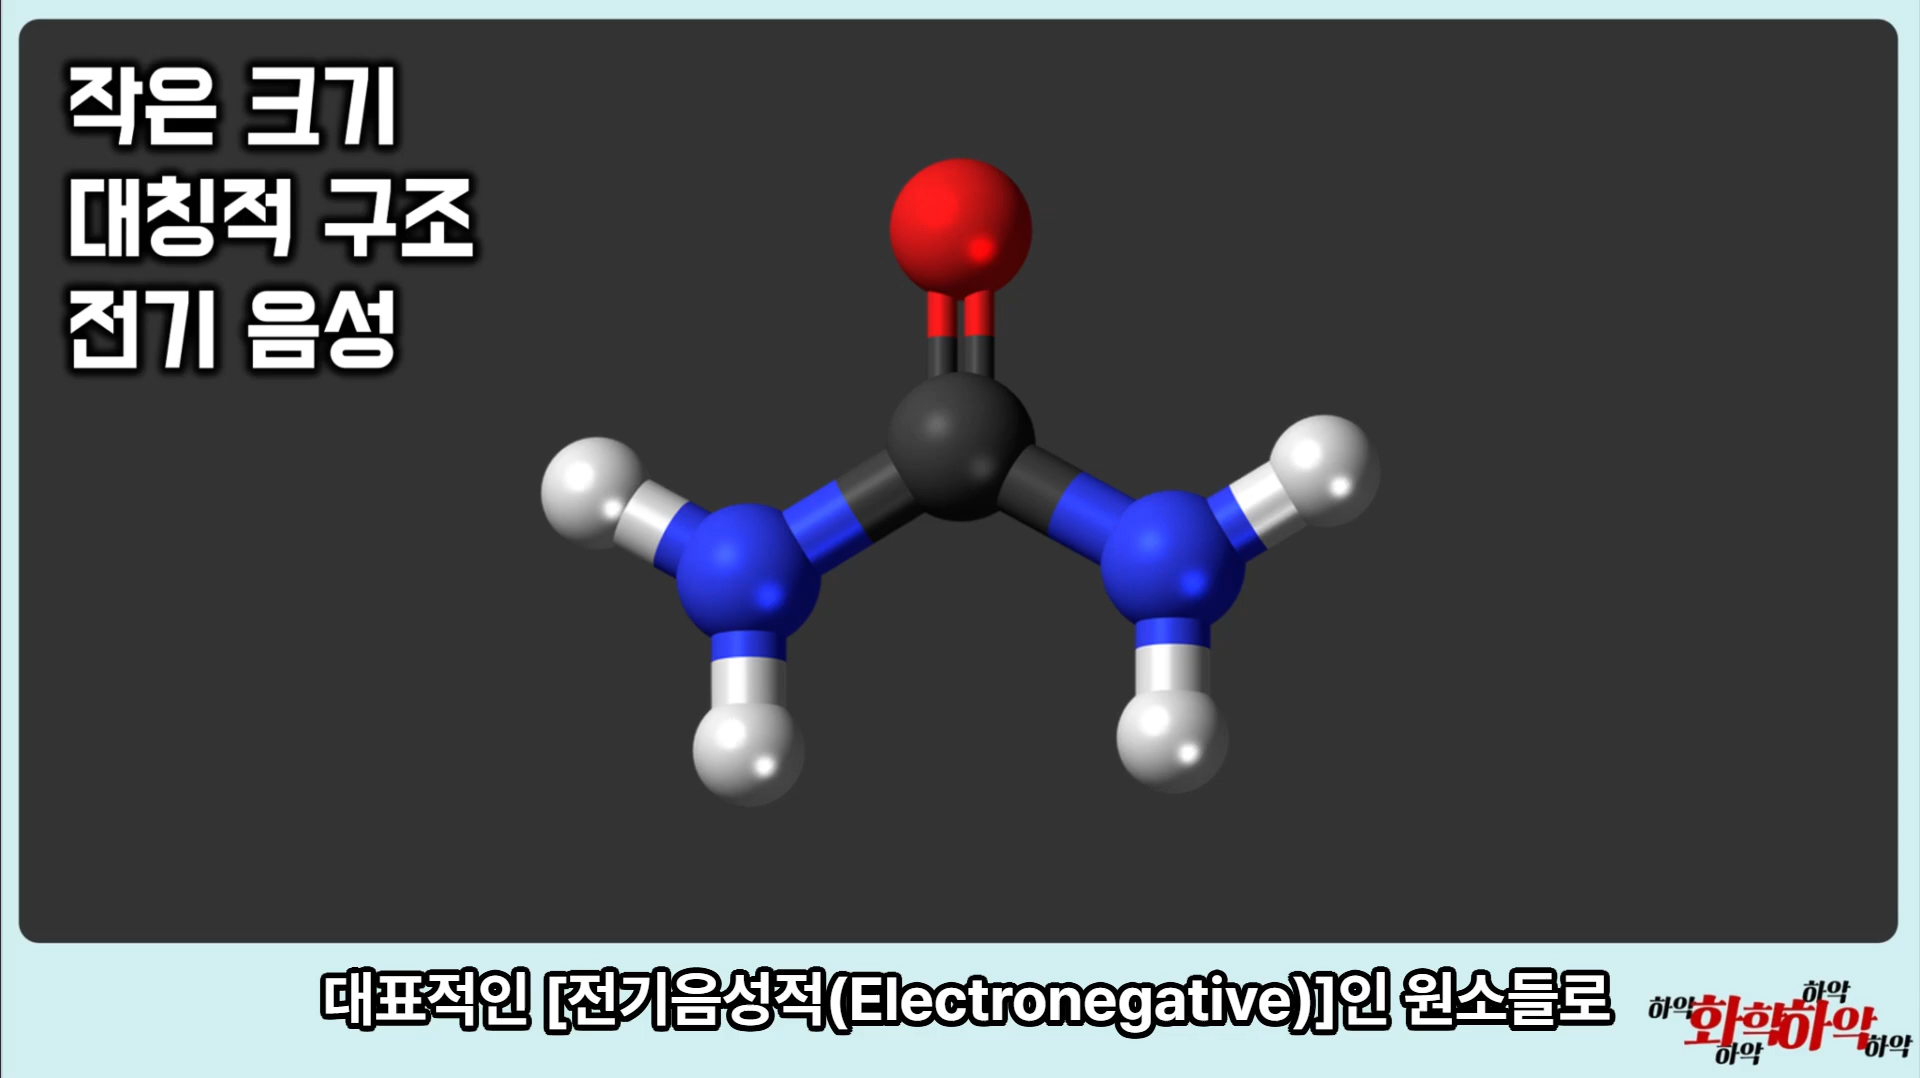 작은 크기
대칭적 구조
전기 음성
대표적인 [전기음성적(Electronegative)]인 원소들로
하약
하약
화학하약
하약
하약